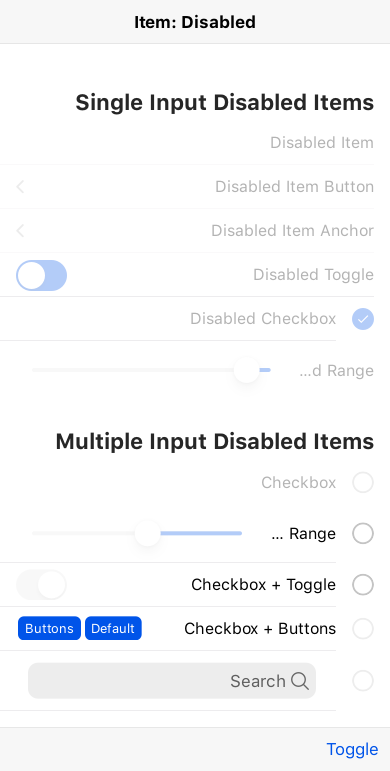 Item: Disabled
Single Input Disabled Items
Disabled Item
Disabled Item Button
Disabled Item Anchor
Disabled Toggle
Disabled Checkbox
...d Range
Multiple Input Disabled Items
Checkbox
... Range
Checkbox + Toggle
Checkbox + Buttons Default Buttons
Search
Toggle